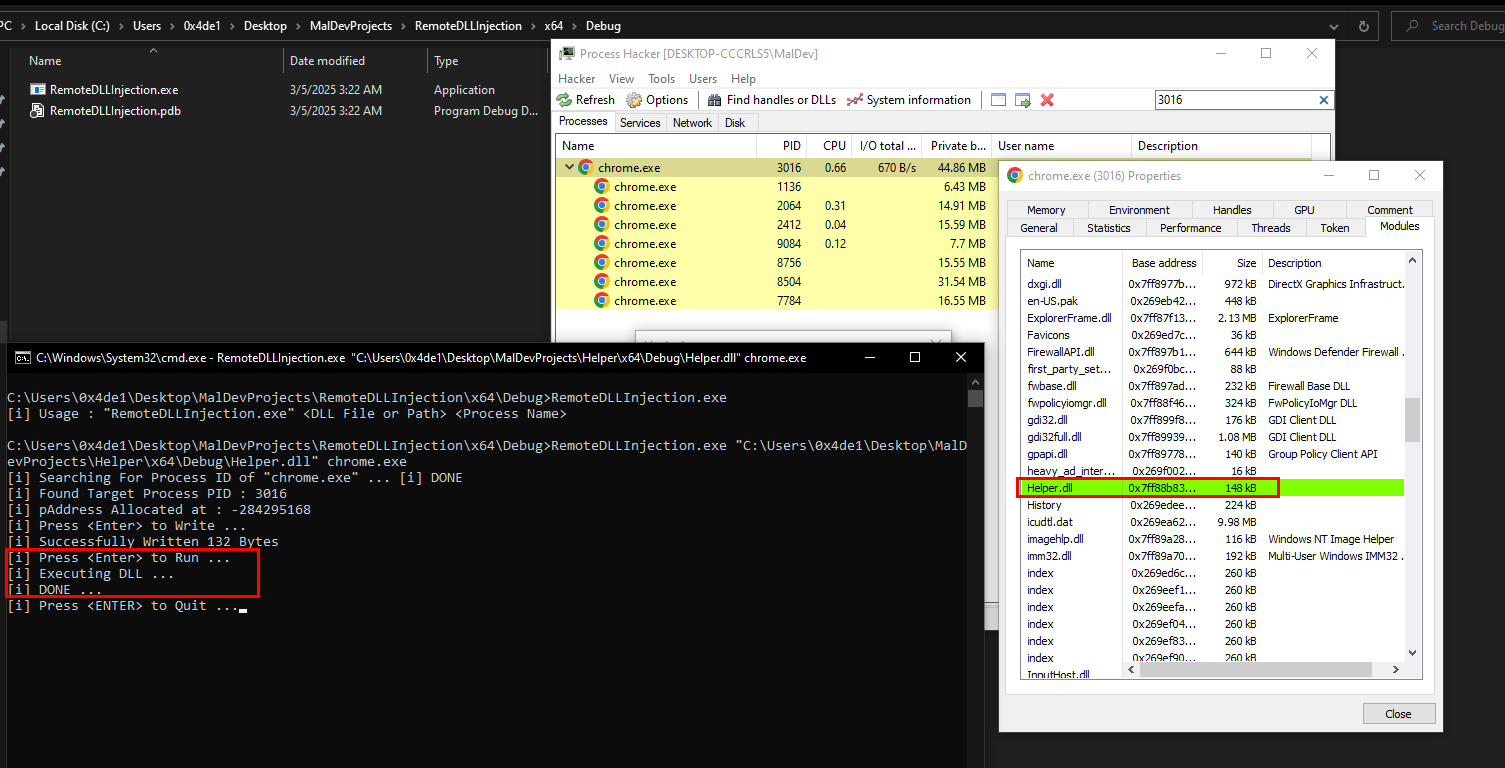 PC > Local Disk (C:) > Users > 0x4de1 > Desktop > MalDevProjects > RemoteDLLInjection > x64 > Debug
Search Debug
Name Date modified Type
RemoteDLLInjection.exe 3/5/2025 3:22 AM Application
RemoteDLLInjection.pdb 3/5/2025 3:22 AM Program Debug D...
Process Hacker [DESKTOP-CCCRLS5\MalDev]
Hacker View Tools Users Help
Refresh Options Find handles or DLLs System information 3016
Processes Services Network Disk
Name PID CPU I/O total ... Private b... User name Description
chrome.exe 3016 0.66 670 B/s 44.86 MB
chrome.exe 1136 6.43 MB
chrome.exe 2064 0.31 14.91 MB
chrome.exe 2412 0.04 15.59 MB
chrome.exe 9084 0.12 7.7 MB
chrome.exe 8756 15.55 MB
chrome.exe 8504 31.54 MB
chrome.exe 7784 16.55 MB
chrome.exe (3016) Properties
Memory Environment Handles GPU Comment
General Statistics Performance Threads Token Modules
Name Base address Size Description
dxgi.dll 0x7ff8977b... 972 kB DirectX Graphics Infrastruct.
en-US.pak 0x269eb42... 448 kB
ExplorerFrame.dll 0x7ff87f13... 2.13 MB ExplorerFrame
Favicons 0x269ed7c... 36 kB
FirewallAPI.dll 0x7ff897b1... 644 kB Windows Defender Firewall .
first_party_set... 0x269f0bc... 88 kB
fwbase.dll 0x7ff897ad... 232 kB Firewall Base DLL
fwpolicyiomgr.dll 0x7ff88f46... 324 kB FwPolicyIoMgr DLL
gdi32.dll 0x7ff899f8... 176 kB GDI Client DLL
gdi32full.dll 0x7ff89939... 1.08 MB GDI Client DLL
gpapi.dll 0x7ff89778... 140 kB Group Policy Client API
heavy_ad_inter... 0x269f002... 16 kB
Helper.dll 0x7ff88b83... 148 kB
History 0x269edee... 224 kB
icudtl.dat 0x269ea62... 9.98 MB
imagehlp.dll 0x7ff89a28... 116 kB Windows NT Image Helper
imm32.dll 0x7ff89a70... 192 kB Multi-User Windows IMM32 .
index 0x269ed6c... 260 kB
index 0x269eef1... 260 kB
index 0x269eefa... 260 kB
index 0x269ef04... 260 kB
index 0x269ef83... 260 kB
index 0x269ef90... 260 kB
InputHost.dll
Close
C:\Windows\System32\cmd.exe - RemoteDLLInjection.exe "C:\Users\0x4de1\Desktop\MalDevProjects\Helper\x64\Debug\Helper.dll" chrome.exe
C:\Users\0x4de1\Desktop\MalDevProjects\RemoteDLLInjection\x64\Debug>RemoteDLLInjection.exe
[i] Usage : "RemoteDLLInjection.exe" <DLL File or Path> <Process Name>
C:\Users\0x4de1\Desktop\MalDevProjects\RemoteDLLInjection\x64\Debug>RemoteDLLInjection.exe "C:\Users\0x4de1\Desktop\MalD
evProjects\Helper\x64\Debug\Helper.dll" chrome.exe
[i] Searching For Process ID of "chrome.exe" ... [i] DONE
[i] Found Target Process PID : 3016
[i] pAddress Allocated at : -284295168
[i] Press <Enter> to Write ...
[i] Successfully Written 132 Bytes
[i] Press <Enter> to Run ...
[i] Executing DLL ...
[i] DONE ...
[i] Press <ENTER> to Quit ...